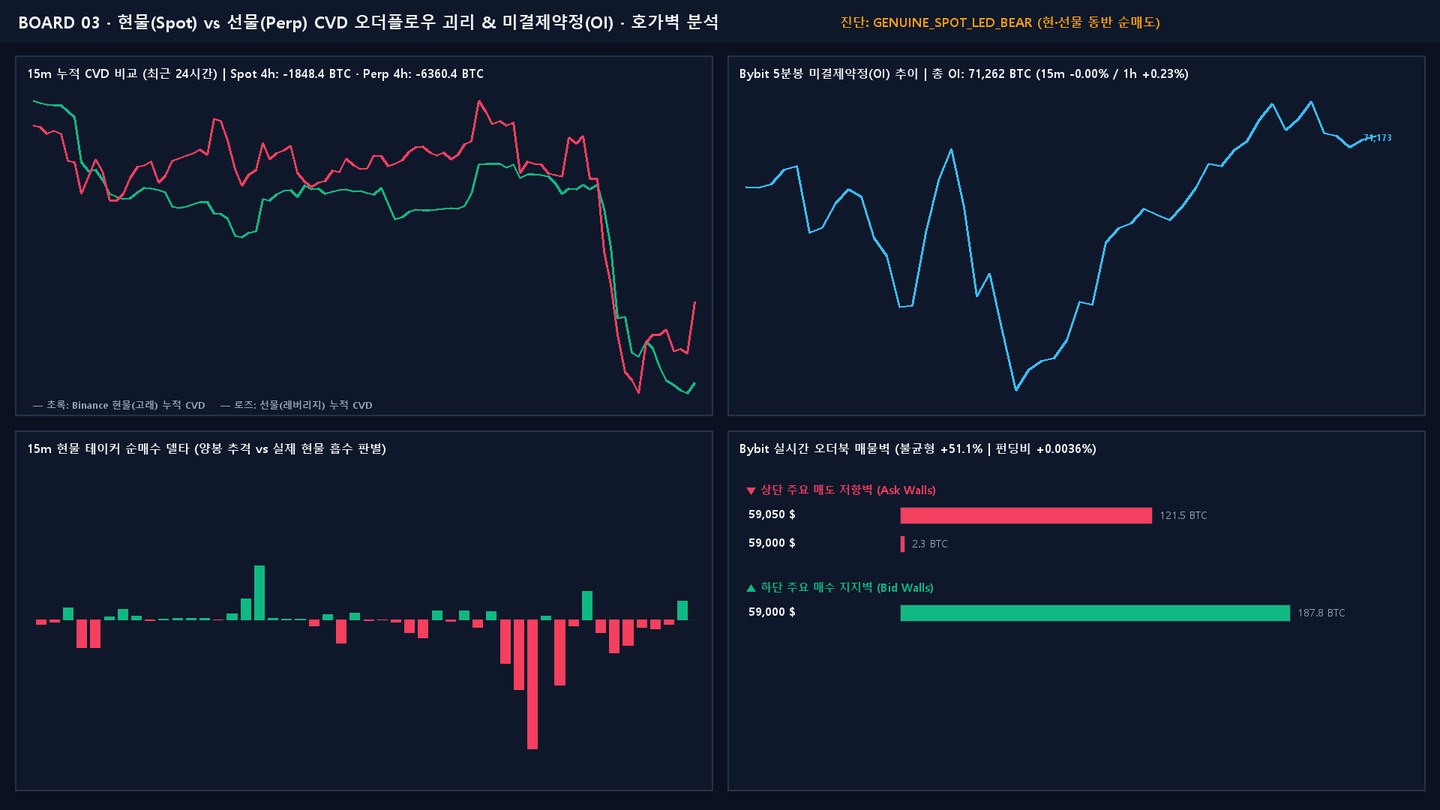 BOARD 03 · 현물(Spot) vs 선물(Perp) CVD 오더플로우 괴리 & 미결제약정(OI) · 호가벽 분석
진단: GENUINE_SPOT_LED_BEAR (현·선물 동반 순매도)
15m 누적 CVD 비교 (최근 24시간) | Spot 4h: -1848.4 BTC · Perp 4h: -6360.4 BTC
— 초록: Binance 현물(고래) 누적 CVD — 로즈: 선물(레버리지) 누적 CVD
Bybit 5분봉 미결제약정(OI) 추이 | 총 OI: 71,262 BTC (15m -0.00% / 1h +0.23%)
71,173
15m 현물 테이커 순매수 델타 (양봉 추격 vs 실제 현물 흡수 판별)
Bybit 실시간 오더북 매물벽 (불균형 +51.1% | 펀딩비 +0.0036%)
▼ 상단 주요 매도 저항벽 (Ask Walls)
59,050 $ 121.5 BTC
59,000 $ 2.3 BTC
▲ 하단 주요 매수 지지벽 (Bid Walls)
59,000 $ 187.8 BTC